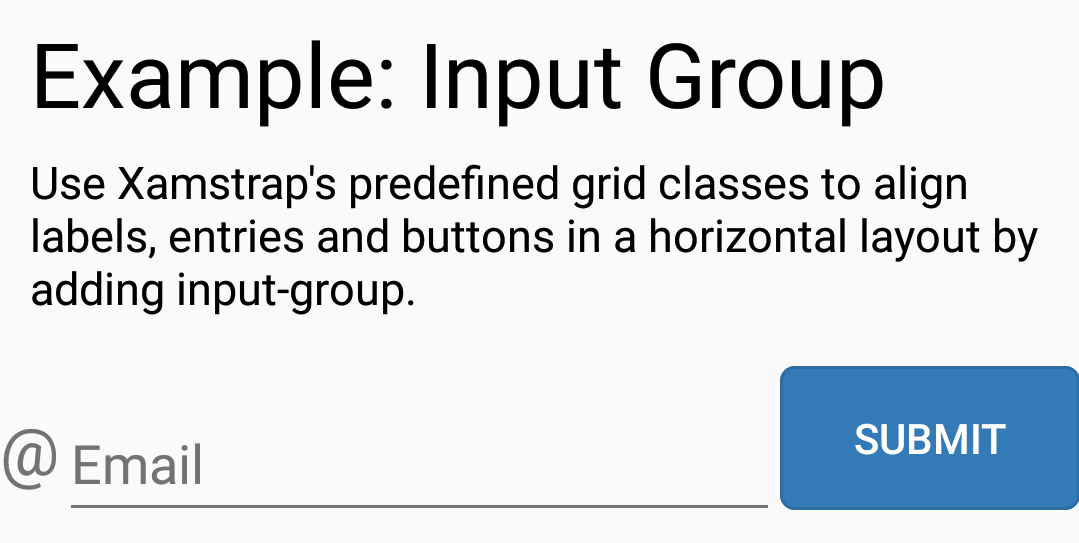 Example: Input Group
Use Xamstrap's predefined grid classes to align
labels, entries and buttons in a horizontal layout by
adding input-group.
@ Email
SUBMIT